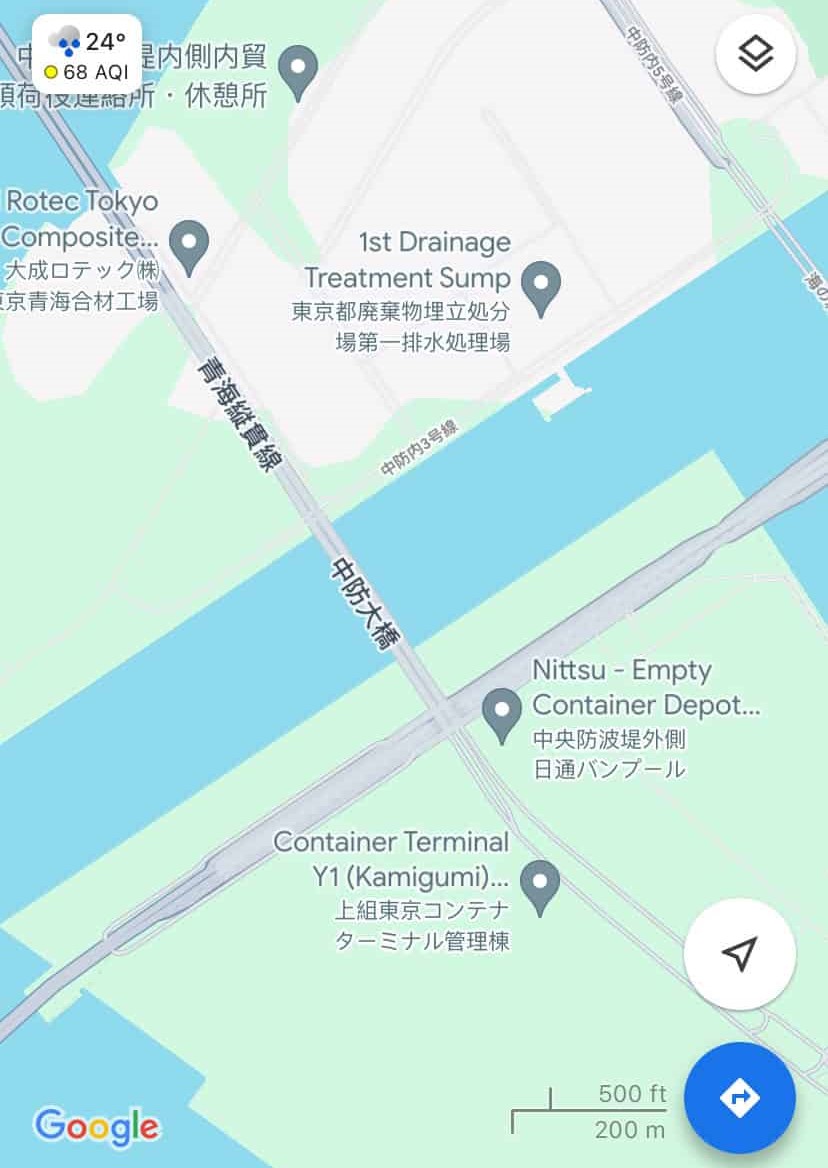 24°
68 AQI
堤内側内貿
荷役連絡所・休憩所
中防内5号線
Rotec Tokyo
Composite...
大成ロテック㈱
東京青海合材工場
1st Drainage
Treatment Sump
東京都廃棄物埋立処分
場第一排水処理場
海の
青海縦貫線
中防内3号線
中防大橋
Nittsu - Empty
Container Depot...
中央防波堤外側
日通バンプール
Container Terminal
Y1 (Kamigumi)...
上組東京コンテナ
ターミナル管理棟
500 ft
200 m
Google